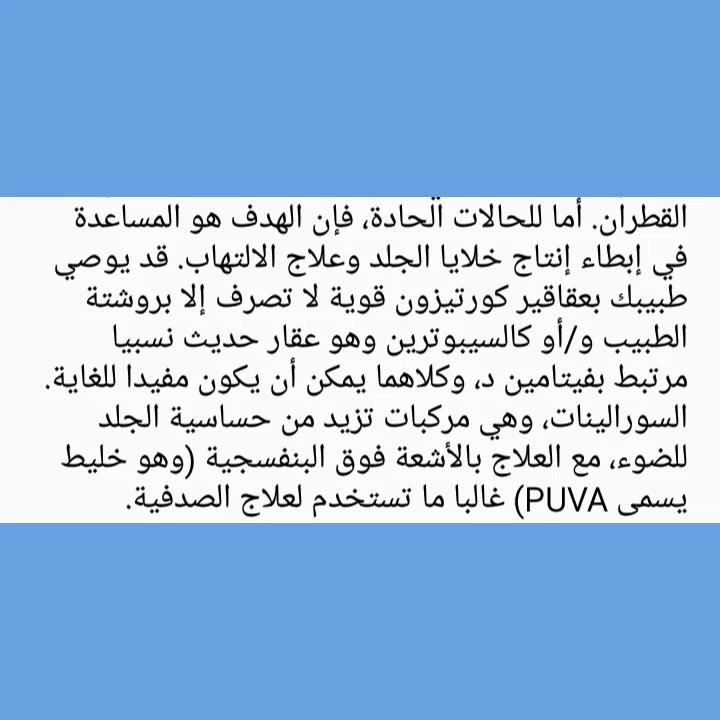 القطران. أما للحالات الحادة، فإن الهدف هو المساعدة
في إبطاء إنتاج خلايا الجلد وعلاج الالتهاب. قد يوصي
طبيبك بعقاقير كورتيزون قوية لا تصرف إلا بروشتة
الطبيب و/أو كالسيبوترين وهو عقار حديث نسبيا
مرتبط بفيتامين د، وكلاهما يمكن أن يكون مفيدا للغاية.
السورالينات، وهي مركبات تزيد من حساسية الجلد
للضوء، مع العلاج بالأشعة فوق البنفسجية (وهو خليط
يسمى PUVA) غالبا ما تستخدم لعلاج الصدفية.